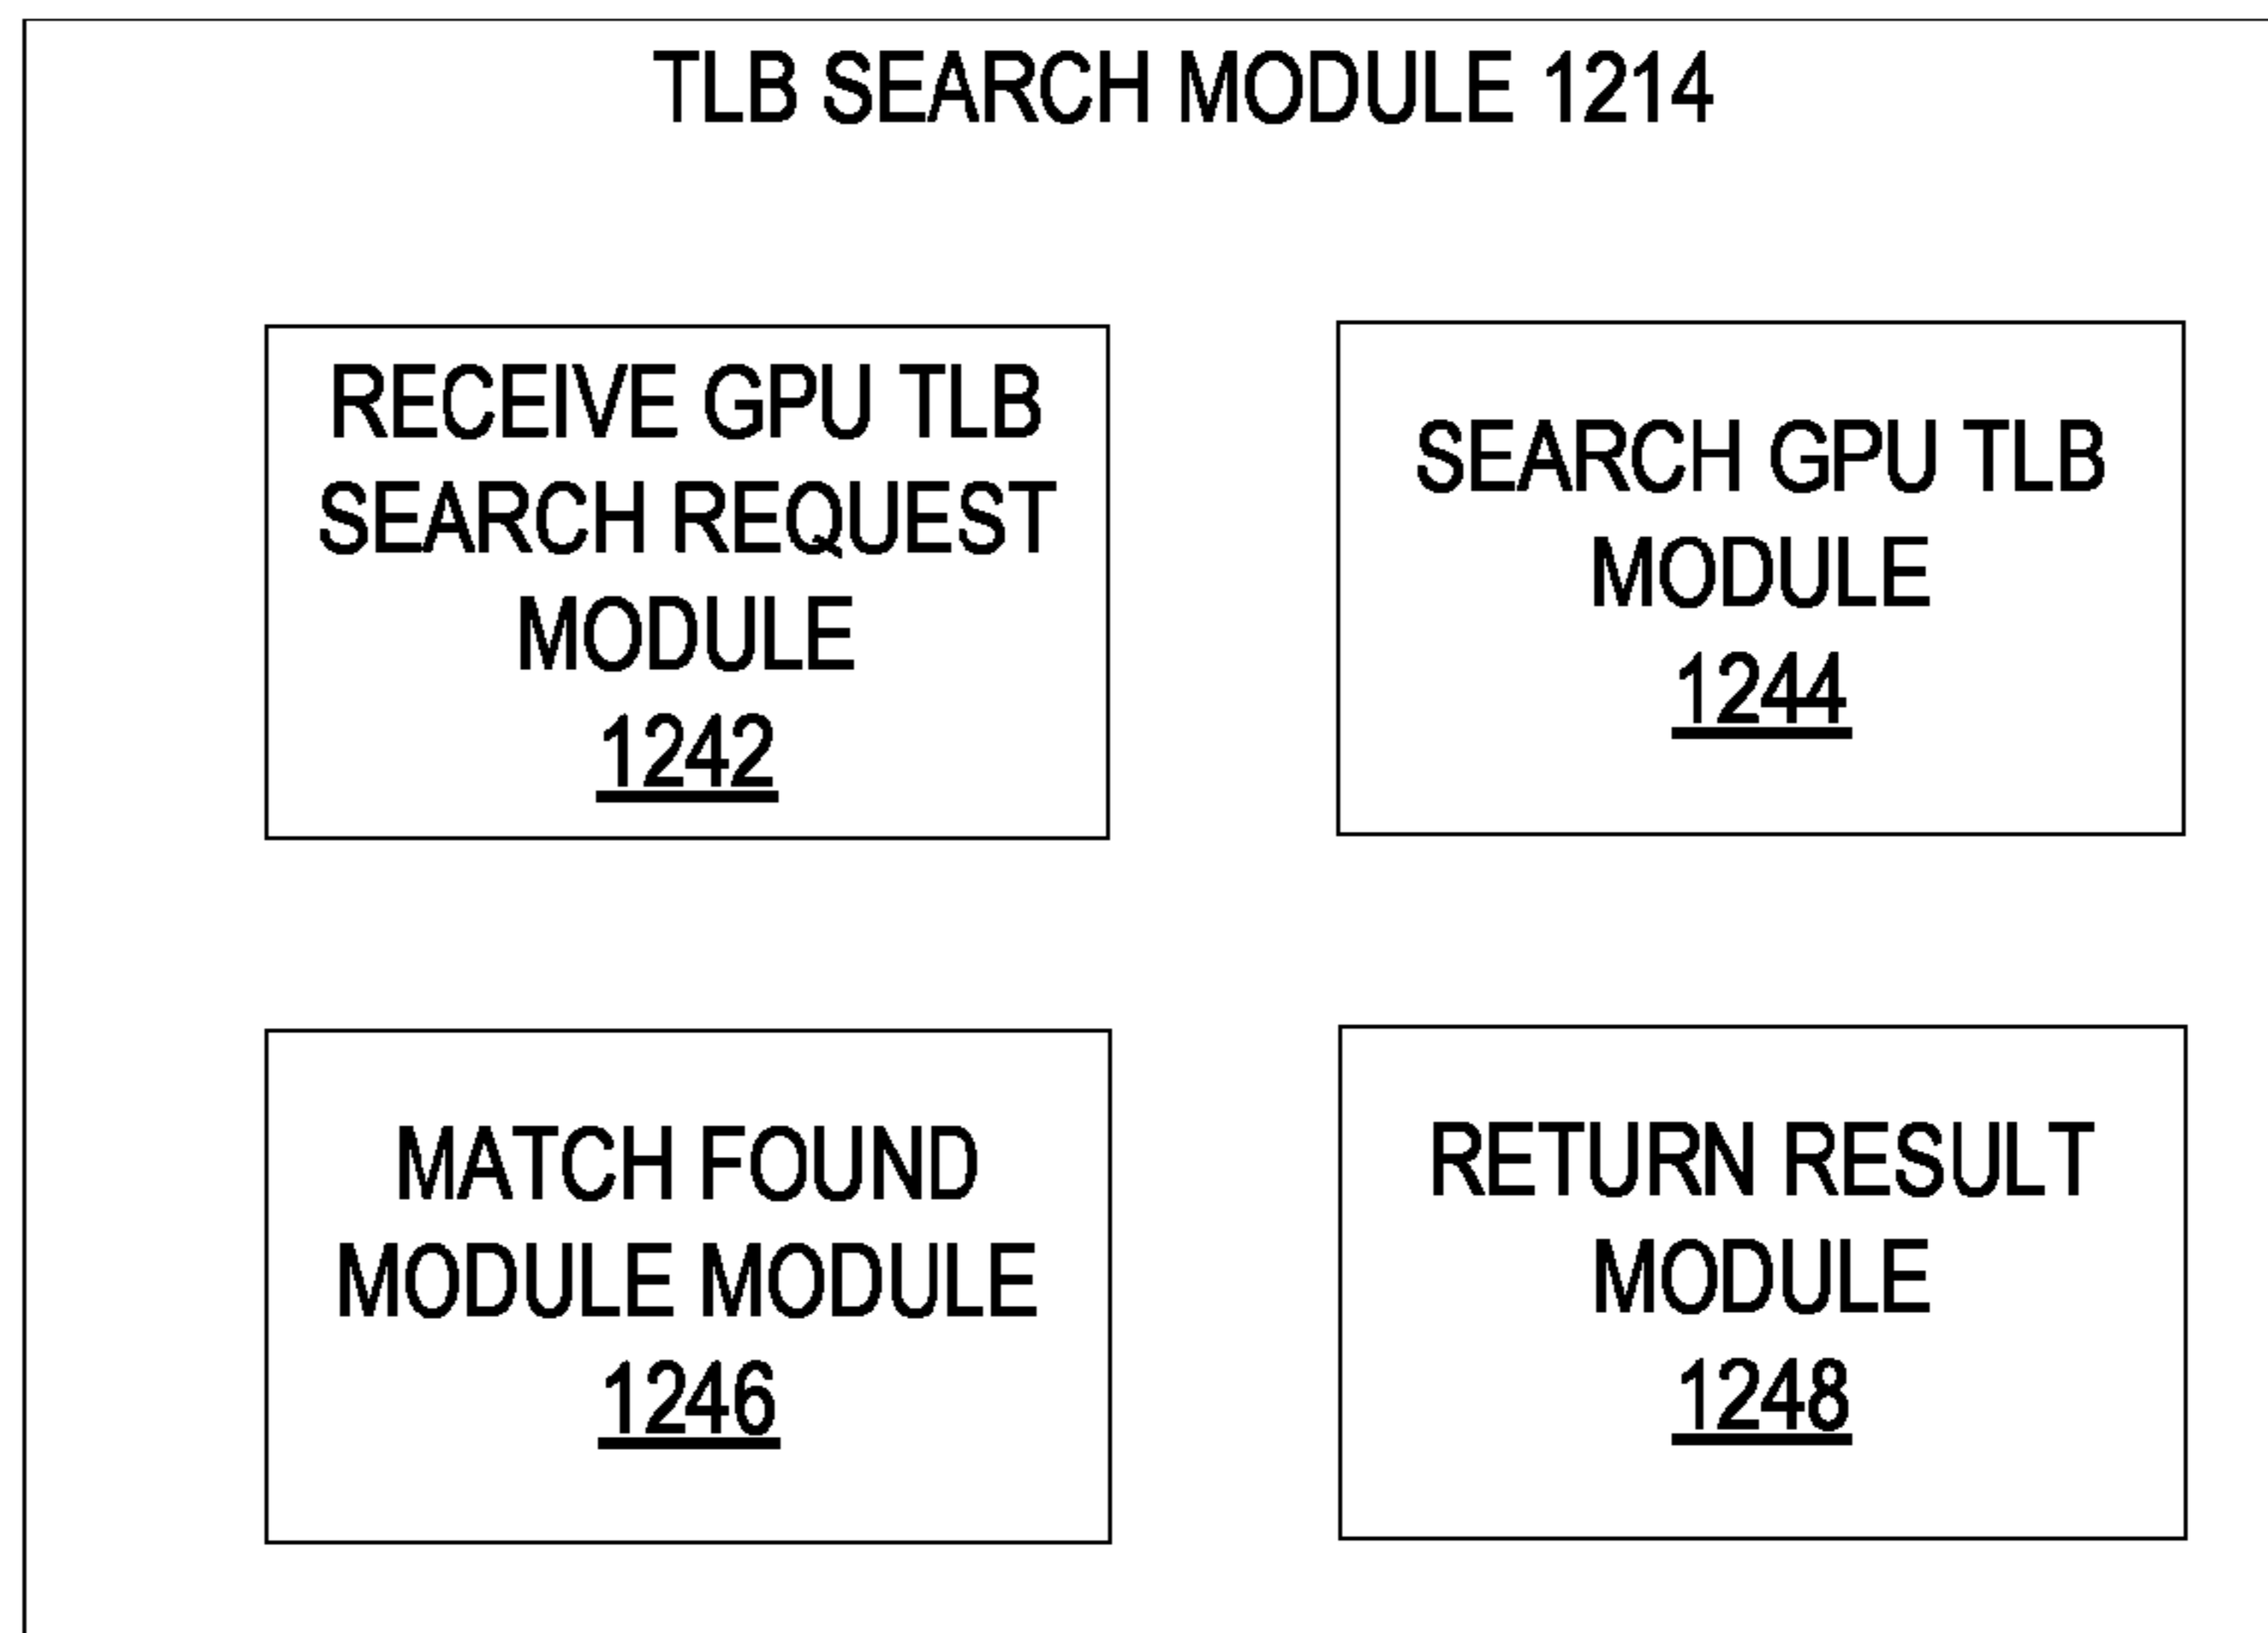 TLB SEARCH MODULE 1214
RECEIVE GPU TLB
SEARCH REQUEST
MODULE
1242
SEARCH GPU TLB
MODULE
1244
MATCH FOUND
MODULE MODULE
1246
RETURN RESULT
MODULE
1248